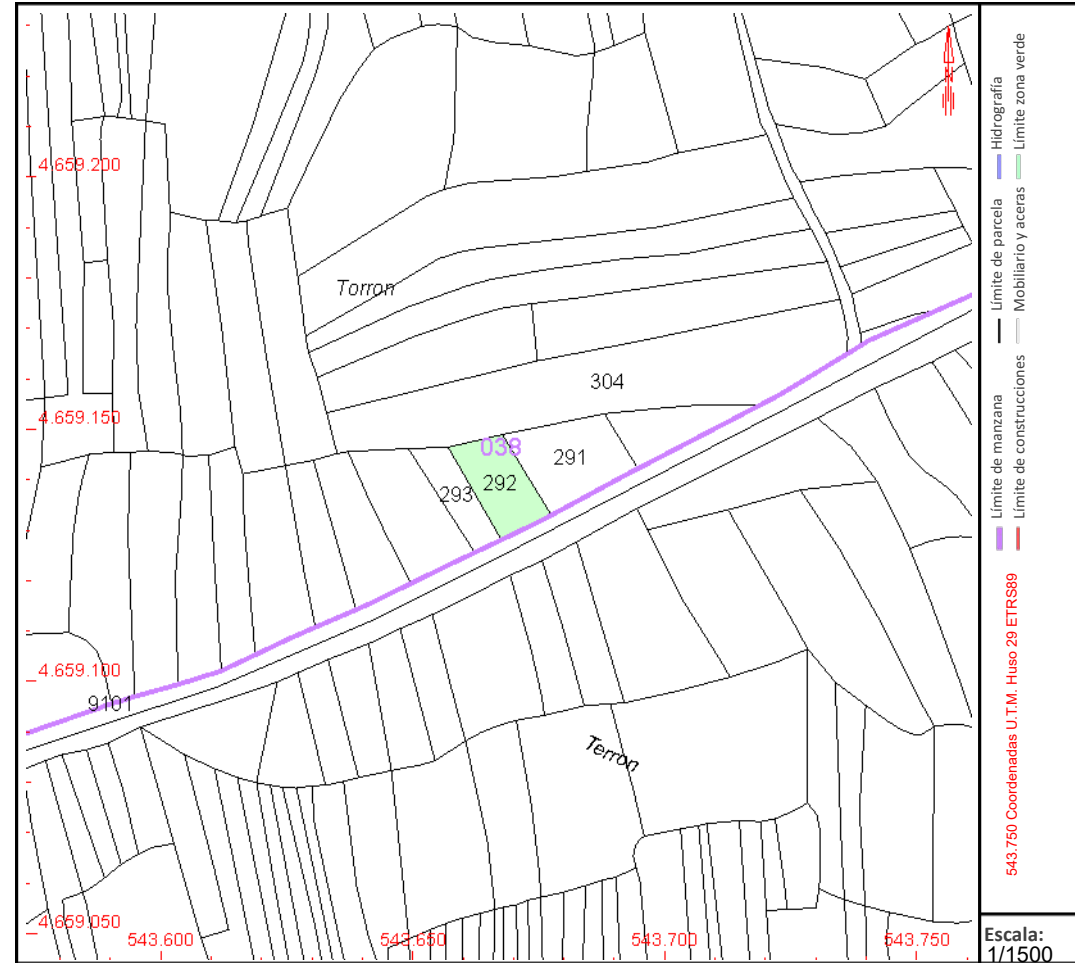 4.659.200
Torron
304
4.659.150
038
291
292
293
4.659.100
9101
Terron
4.659.050
543.600
543.650
543.700
543.750
Límite de manzana
Límite de parcela
Hidrografía
Límite de construcciones
Mobiliario y aceras
Límite zona verde
543.750 Coordenadas U.T.M. Huso 29 ETRS89
Escala:
1/1500